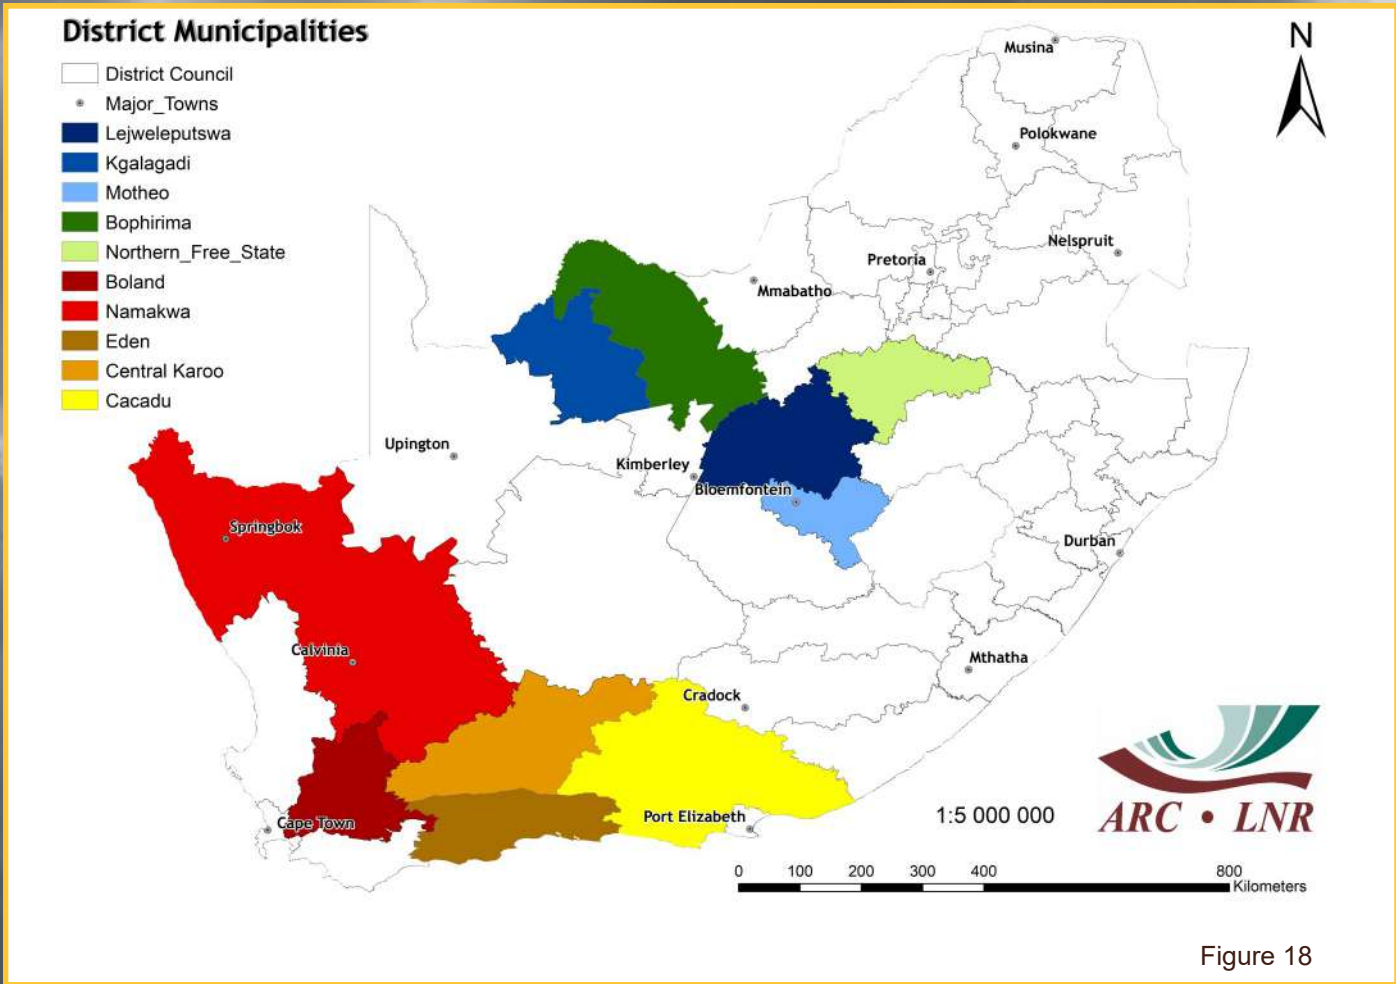 District Municipalities
District Council
Major_Towns
Lejweleputswa
Kgalagadi
Motheo
Bophirima
Northern_Free_State
Boland
Namakwa
Eden
Central Karoo
Cacadu
N
Musina
Polokwane
Nelspruit
Pretoria
Mmabatho
Upington
Kimberley
Bloemfontein
Springbok
Durban
Calvinia
Mthatha
Cradock
Port Elizabeth
Cape Town
1:5 000 000
ARC • LNR
0 100 200 300 400 800
Kilometers
Figure 18